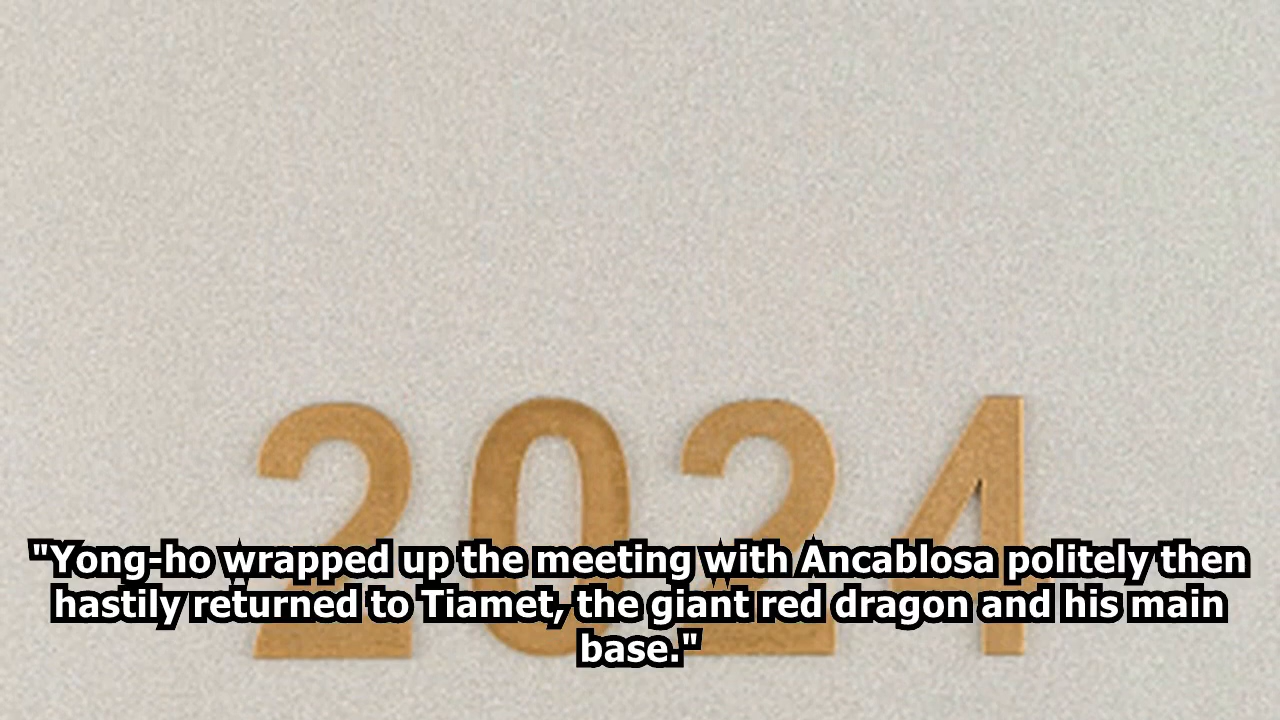 2024
"Yong-ho wrapped up the meeting with Ancablosa politely then
hastily returned to Tiamet, the giant red dragon and his main
base."